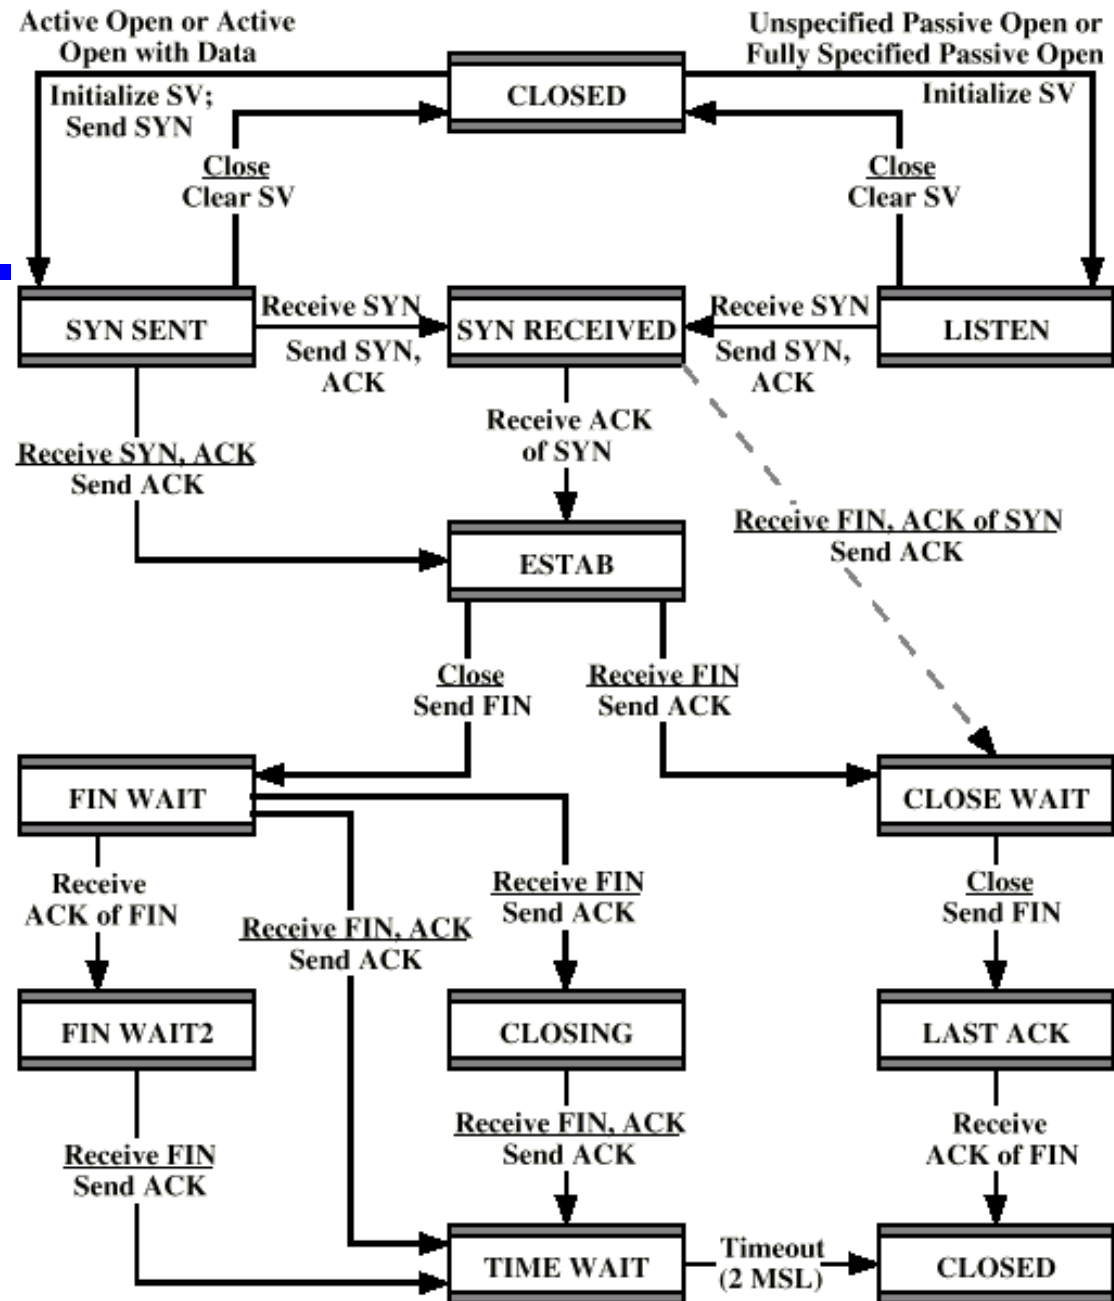 Active Open or Active
Open with Data
Unspecified Passive Open or
Fully Specified Passive Open
CLOSED
Initialize SV;
Send SYN
Initialize SV
Close
Clear SV
Close
Clear SV
SYN SENT
Receive SYN
Send SYN,
ACK
SYN RECEIVED
Receive SYN
Send SYN,
ACK
LISTEN
Receive SYN, ACK
Send ACK
Receive ACK
of SYN
Receive FIN, ACK of SYN
Send ACK
ESTAB
Close
Send FIN
Receive FIN
Send ACK
FIN WAIT
CLOSE WAIT
Receive
ACK of FIN
Receive FIN, ACK
Send ACK
Receive FIN
Send ACK
Close
Send FIN
FIN WAIT2
CLOSING
LAST ACK
Receive FIN
Send ACK
Receive FIN, ACK
Send ACK
Receive
ACK of FIN
TIME WAIT
Timeout
(2 MSL)
CLOSED